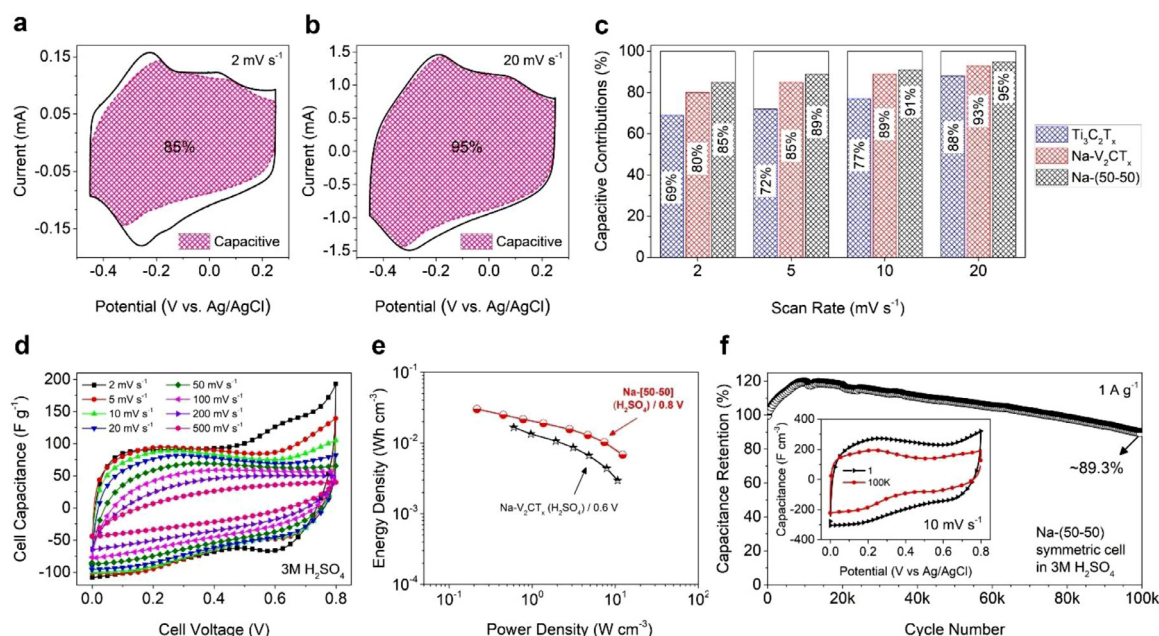 a
2 mV s⁻¹
0.15
0.05
-0.05
-0.15
Current (mA)
85%
Capacitive
-0.4 -0.2 0.0 0.2
Potential (V vs. Ag/AgCl)
b
20 mV s⁻¹
1.5
1.0
0.5
0.0
-0.5
-1.0
-1.5
Current (mA)
95%
Capacitive
-0.4 -0.2 0.0 0.2
Potential (V vs. Ag/AgCl)
c
100
80
60
40
20
0
Capacitive Contributions (%)
69% 80% 85%
72% 85% 89%
77% 89% 91%
88% 93% 95%
2 5 10 20
Scan Rate (mV s⁻¹)
Ti₃C₂Tₓ
Na-V₂CTₓ
Na-(50-50)
d
200
150
100
50
0
-50
-100
Cell Capacitance (F g⁻¹)
2 mV s⁻¹ 50 mV s⁻¹
5 mV s⁻¹ 100 mV s⁻¹
10 mV s⁻¹ 200 mV s⁻¹
20 mV s⁻¹ 500 mV s⁻¹
3M H₂SO₄
0.0 0.2 0.4 0.6 0.8
Cell Voltage (V)
e
10⁻¹
10⁻²
10⁻³
10⁻⁴
Energy Density (Wh cm⁻³)
Na-[50-50]
(H₂SO₄) / 0.8 V
Na-V₂CTₓ (H₂SO₄) / 0.6 V
10⁻¹ 10⁰ 10¹ 10²
Power Density (W cm⁻³)
f
120
100
80
60
40
20
0
Capacitance Retention (%)
1 A g⁻¹
~89.3%
400
200
0
-200
-400
Capacitance (F cm⁻³)
1
100K
10 mV s⁻¹
0.0 0.2 0.4 0.6 0.8
Potential (V vs Ag/AgCl)
Na-(50-50)
symmetric cell
in 3M H₂SO₄
0 20k 40k 60k 80k 100k
Cycle Number